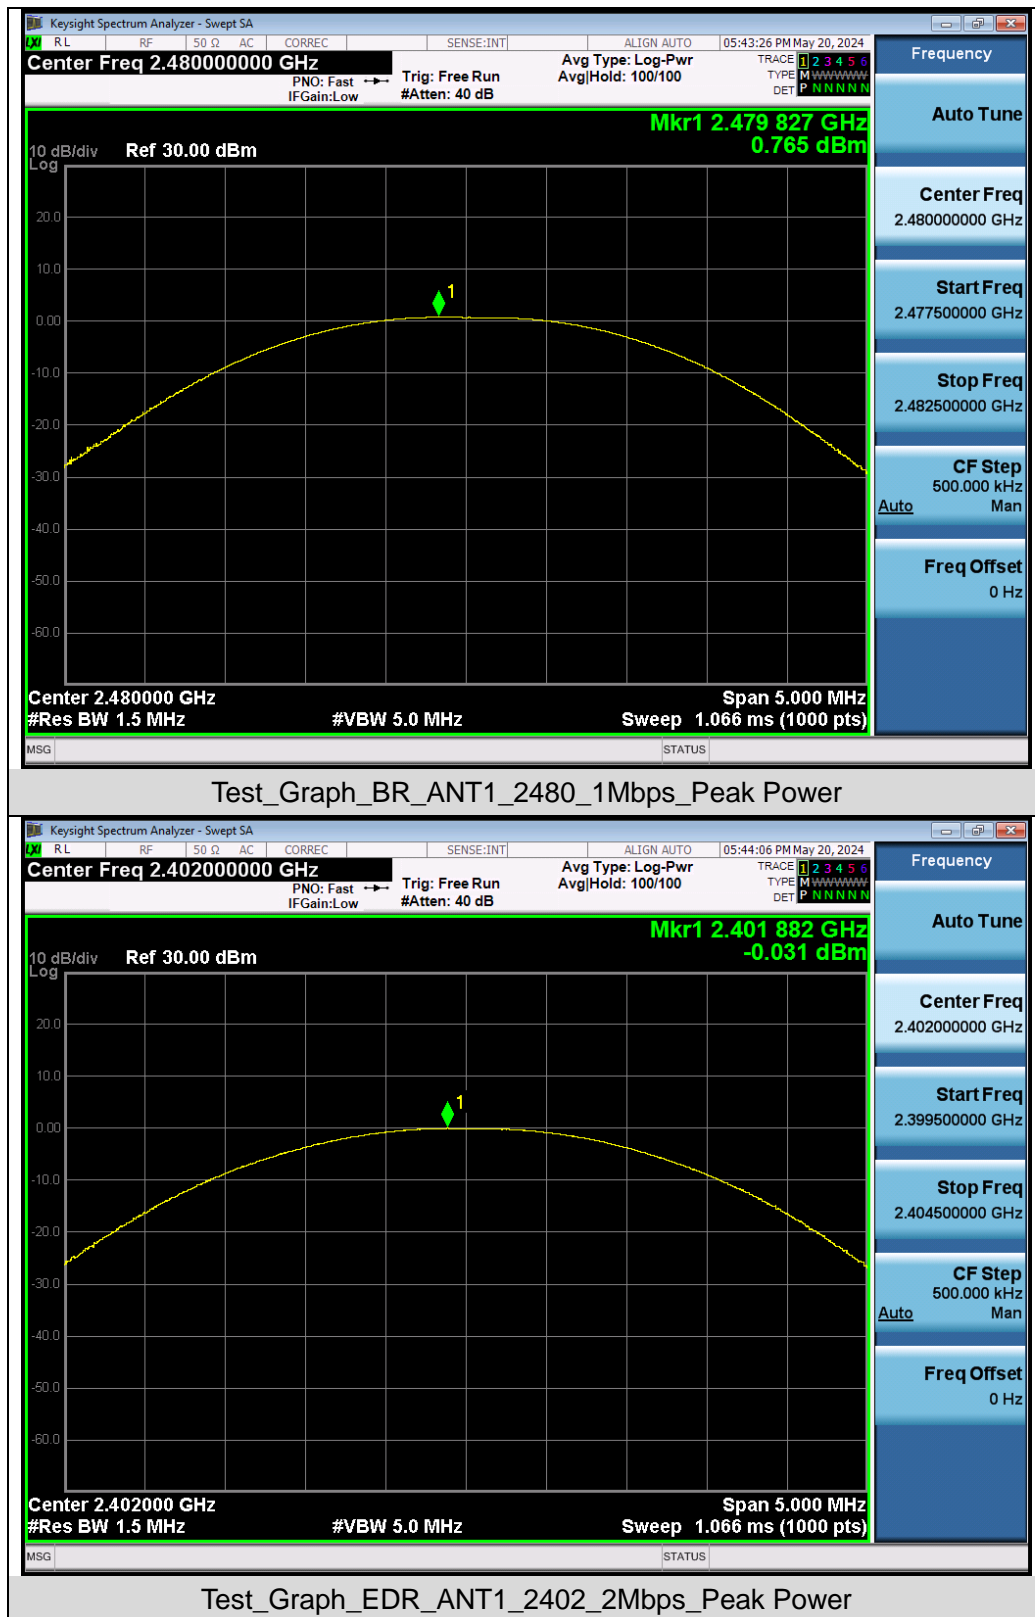 Keysight Spectrum Analyzer - Swept SA
LXI RL RF 50 Ω AC CORREC SENSE:INT ALIGN AUTO 05:43:26 PM May 20, 2024
Center Freq 2.480000000 GHz
PNO: Fast
IFGain:Low
Trig: Free Run
#Atten: 40 dB
Avg Type: Log-Pwr
Avg|Hold: 100/100
TRACE 1 2 3 4 5 6
TYPE M WWWWW
DET P N N N N N
Mkr1 2.479 827 GHz
0.765 dBm
10 dB/div Ref 30.00 dBm
Log
20.0
10.0
1
0.00
-10.0
-20.0
-30.0
-40.0
-50.0
-60.0
Center 2.480000 GHz Span 5.000 MHz
#Res BW 1.5 MHz #VBW 5.0 MHz Sweep 1.066 ms (1000 pts)
MSG STATUS
Frequency
Auto Tune
Center Freq
2.480000000 GHz
Start Freq
2.477500000 GHz
Stop Freq
2.482500000 GHz
CF Step
500.000 kHz
Auto Man
Freq Offset
0 Hz
Test_Graph_BR_ANT1_2480_1Mbps_Peak Power
Keysight Spectrum Analyzer - Swept SA
LXI RL RF 50 Ω AC CORREC SENSE:INT ALIGN AUTO 05:44:06 PM May 20, 2024
Center Freq 2.402000000 GHz
PNO: Fast
IFGain:Low
Trig: Free Run
#Atten: 40 dB
Avg Type: Log-Pwr
Avg|Hold: 100/100
TRACE 1 2 3 4 5 6
TYPE M WWWWW
DET P N N N N N
Mkr1 2.401 882 GHz
-0.031 dBm
10 dB/div Ref 30.00 dBm
Log
20.0
10.0
1
0.00
-10.0
-20.0
-30.0
-40.0
-50.0
-60.0
Center 2.402000 GHz Span 5.000 MHz
#Res BW 1.5 MHz #VBW 5.0 MHz Sweep 1.066 ms (1000 pts)
MSG STATUS
Frequency
Auto Tune
Center Freq
2.402000000 GHz
Start Freq
2.399500000 GHz
Stop Freq
2.404500000 GHz
CF Step
500.000 kHz
Auto Man
Freq Offset
0 Hz
Test_Graph_EDR_ANT1_2402_2Mbps_Peak Power